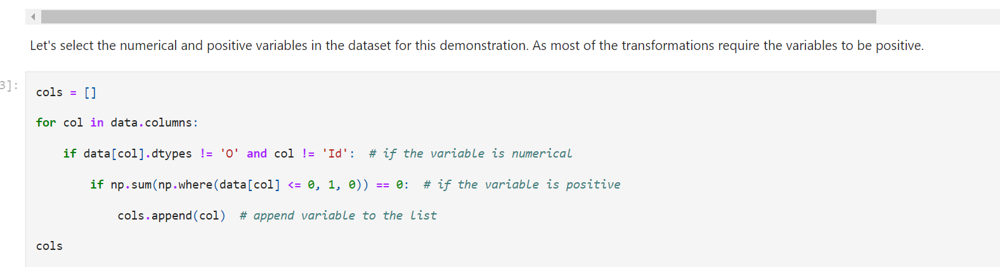 Let's select the numerical and positive variables in the dataset for this demonstration. As most of the transformations require the variables to be positive.
3]:
cols = []
for col in data.columns:
    if data[col].dtypes != 'O' and col != 'Id':  # if the variable is numerical
        if np.sum(np.where(data[col] <= 0, 1, 0)) == 0:  # if the variable is positive
            cols.append(col)  # append variable to the list
cols